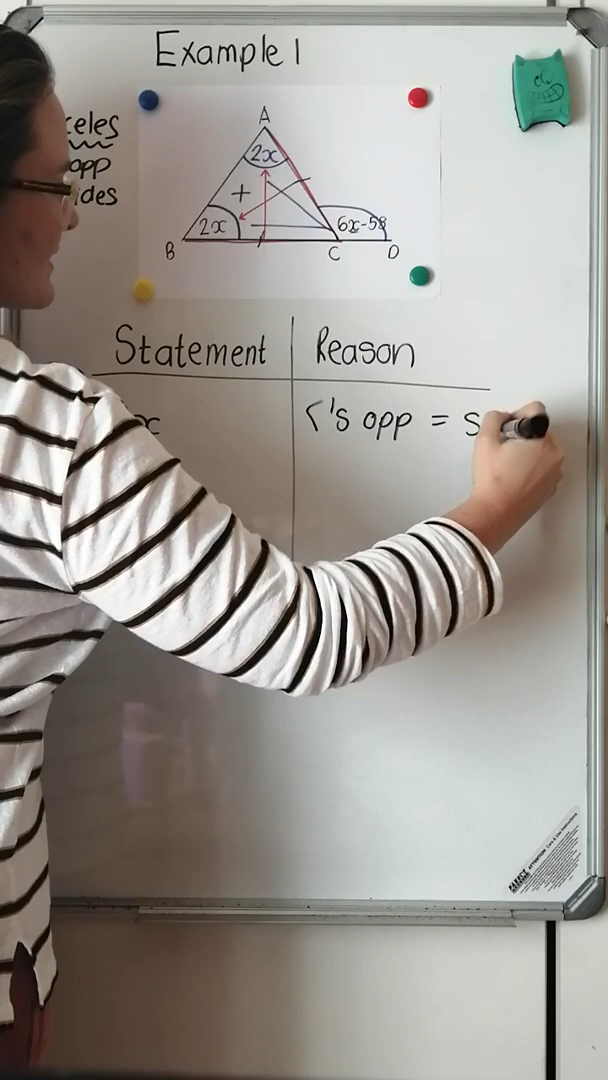 Example 1
celes
opp
ides
A
2x
+
2x
6x-58
B
C
D
Statement
Reason
x
<'s opp = s